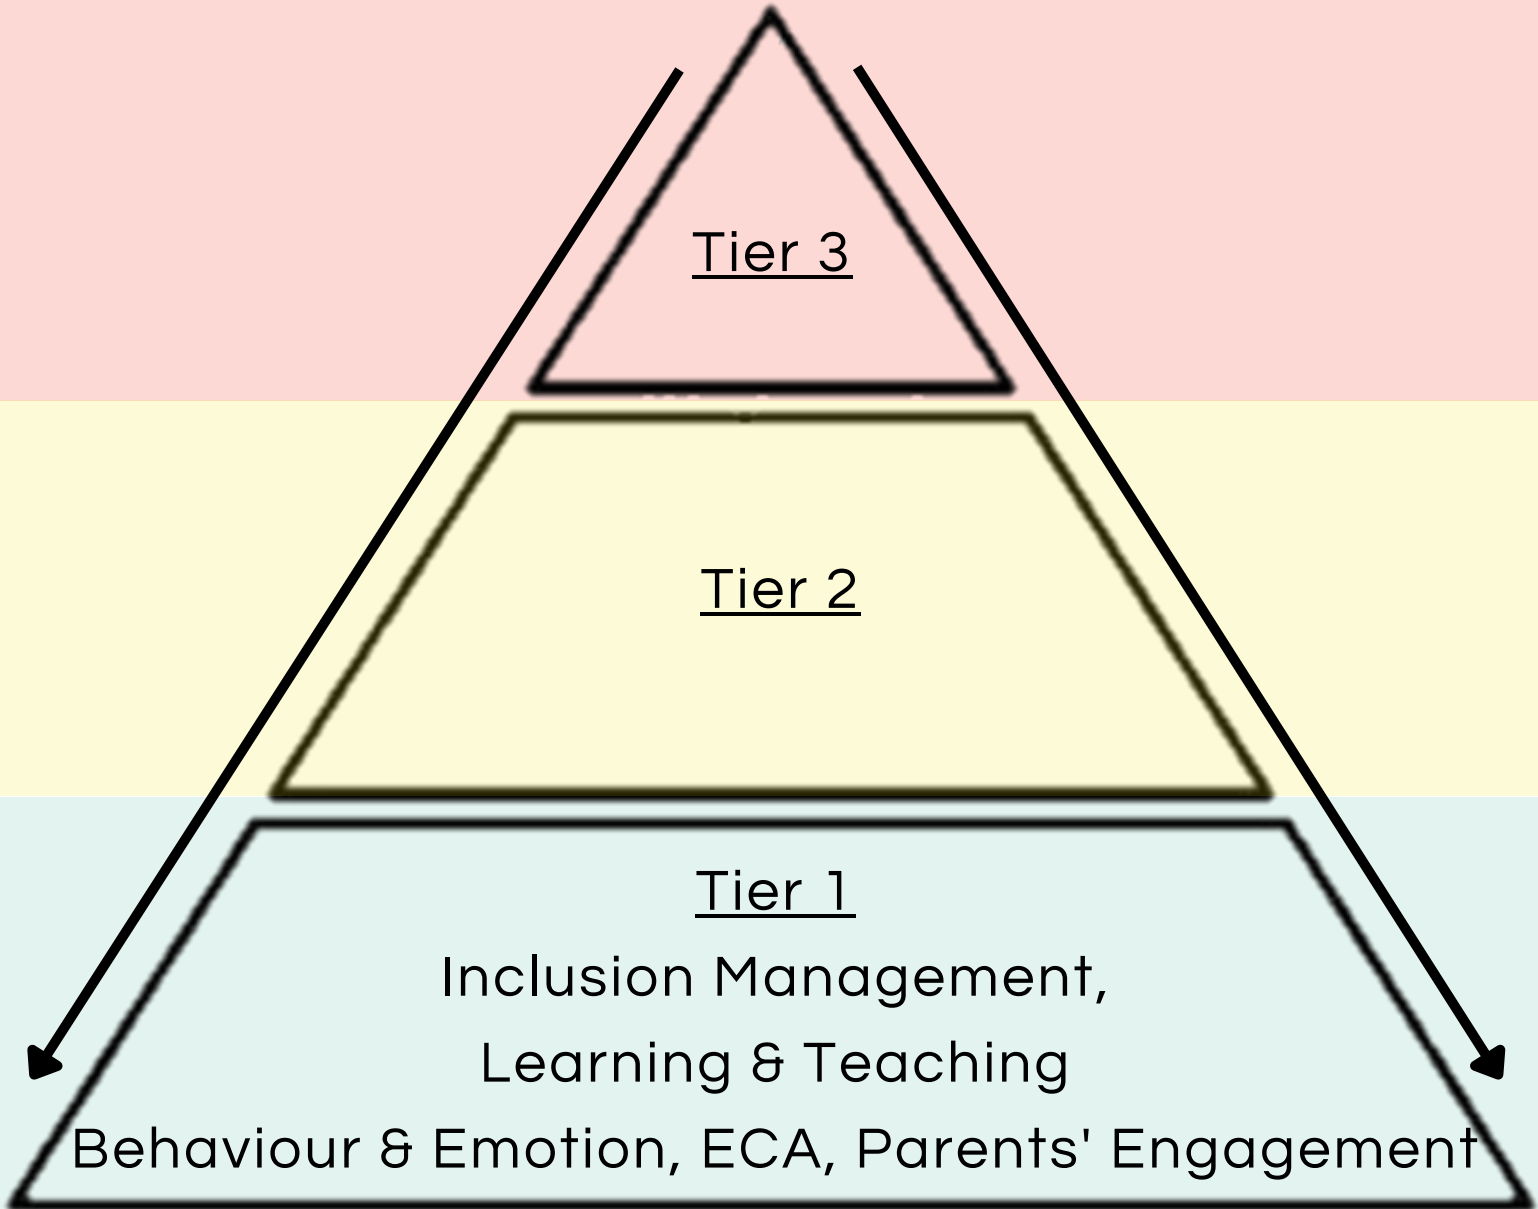 Tier 3
Tier 2
Tier 1
Inclusion Management,
Learning & Teaching
Behaviour & Emotion, ECA, Parents' Engagement